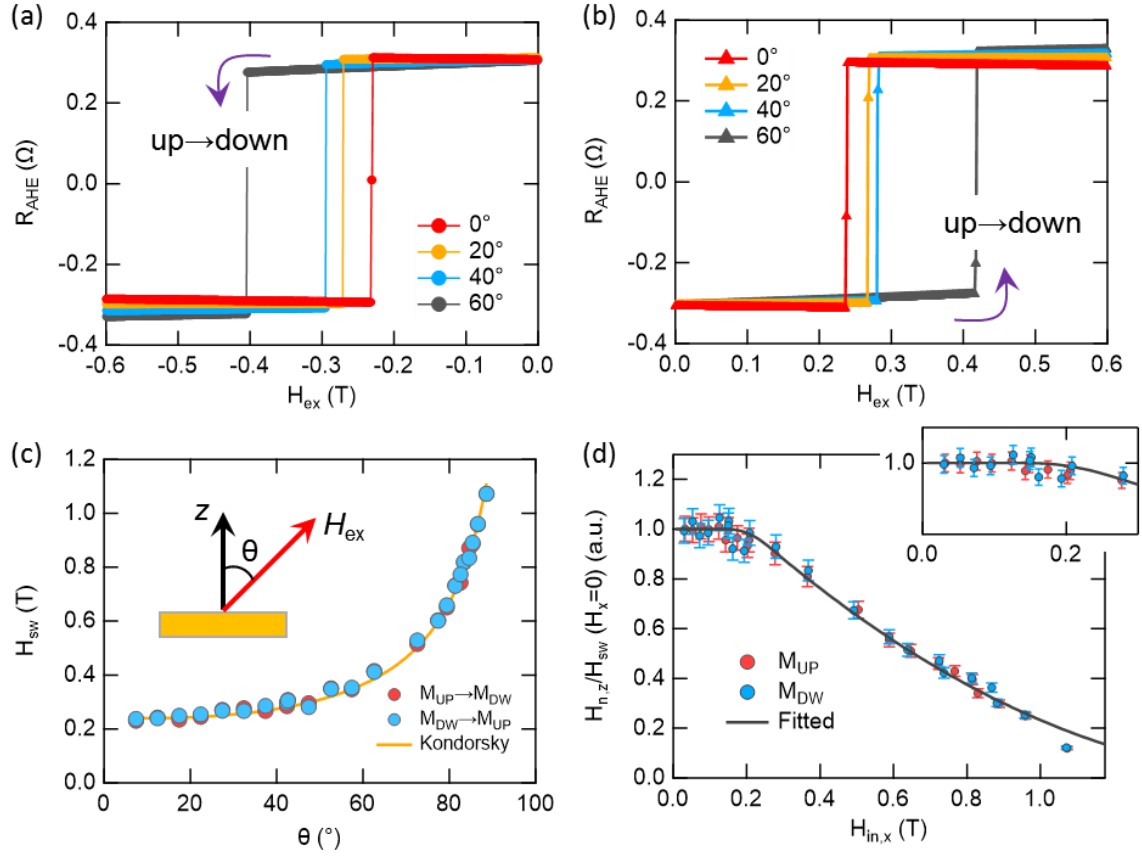 (a)
0.4
0.2
0.0
-0.2
-0.4
R_AHE (Ω)
up→down
0°
20°
40°
60°
-0.6 -0.5 -0.4 -0.3 -0.2 -0.1 0.0
H_ex (T)
(b)
0.4
0.2
0.0
-0.2
-0.4
R_AHE (Ω)
0°
20°
40°
60°
up→down
0.0 0.1 0.2 0.3 0.4 0.5 0.6
H_ex (T)
(c)
1.2
1.0
0.8
0.6
0.4
0.2
0.0
H_sw (T)
z
H_ex
θ
M_UP→M_DW
M_DW→M_UP
Kondorsky
0 20 40 60 80 100
θ (°)
(d)
1.2
1.0
0.8
0.6
0.4
0.2
0.0
H_n,z/H_sw (H_x=0) (a.u.)
1.0
0.0 0.2
M_UP
M_DW
Fitted
0.0 0.2 0.4 0.6 0.8 1.0
H_in,x (T)